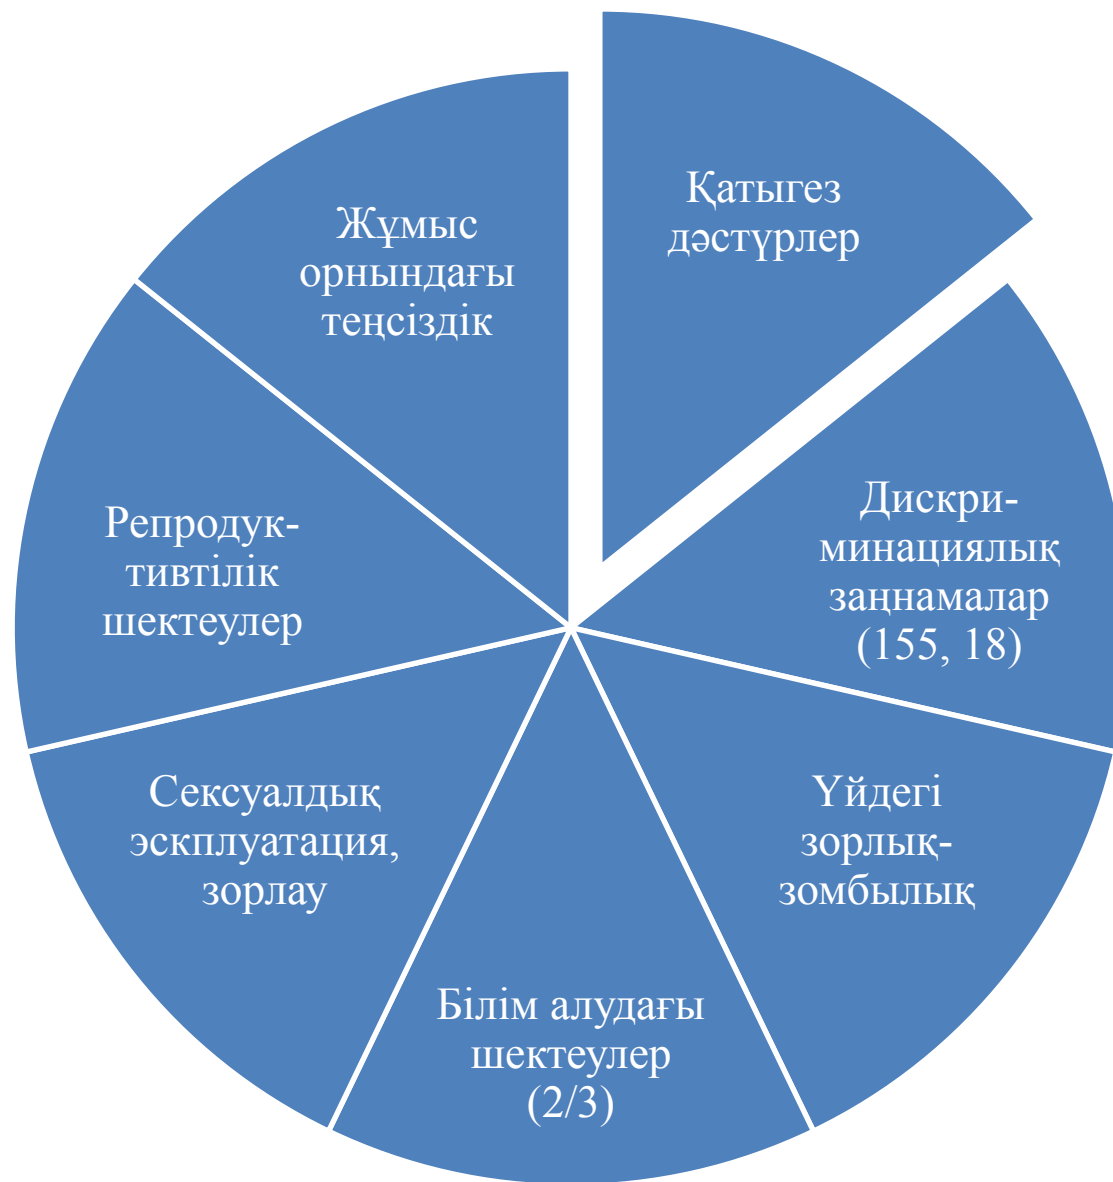 Қатыгез
дәстүрлер
Дискри-
минациялық
заңнамалар
(155, 18)
Үйдегі
зорлық-
зомбылық
Білім алудағы
шектеулер
(2/3)
Сексуалдық
эскплуатация,
зорлау
Репродук-
тивтілік
шектеулер
Жұмыс
орнындағы
теңсіздік